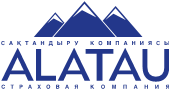 САҚТАНДЫРУ КОМПАНИЯСЫ
ALATAU
СТРАХОВАЯ КОМПАНИЯ